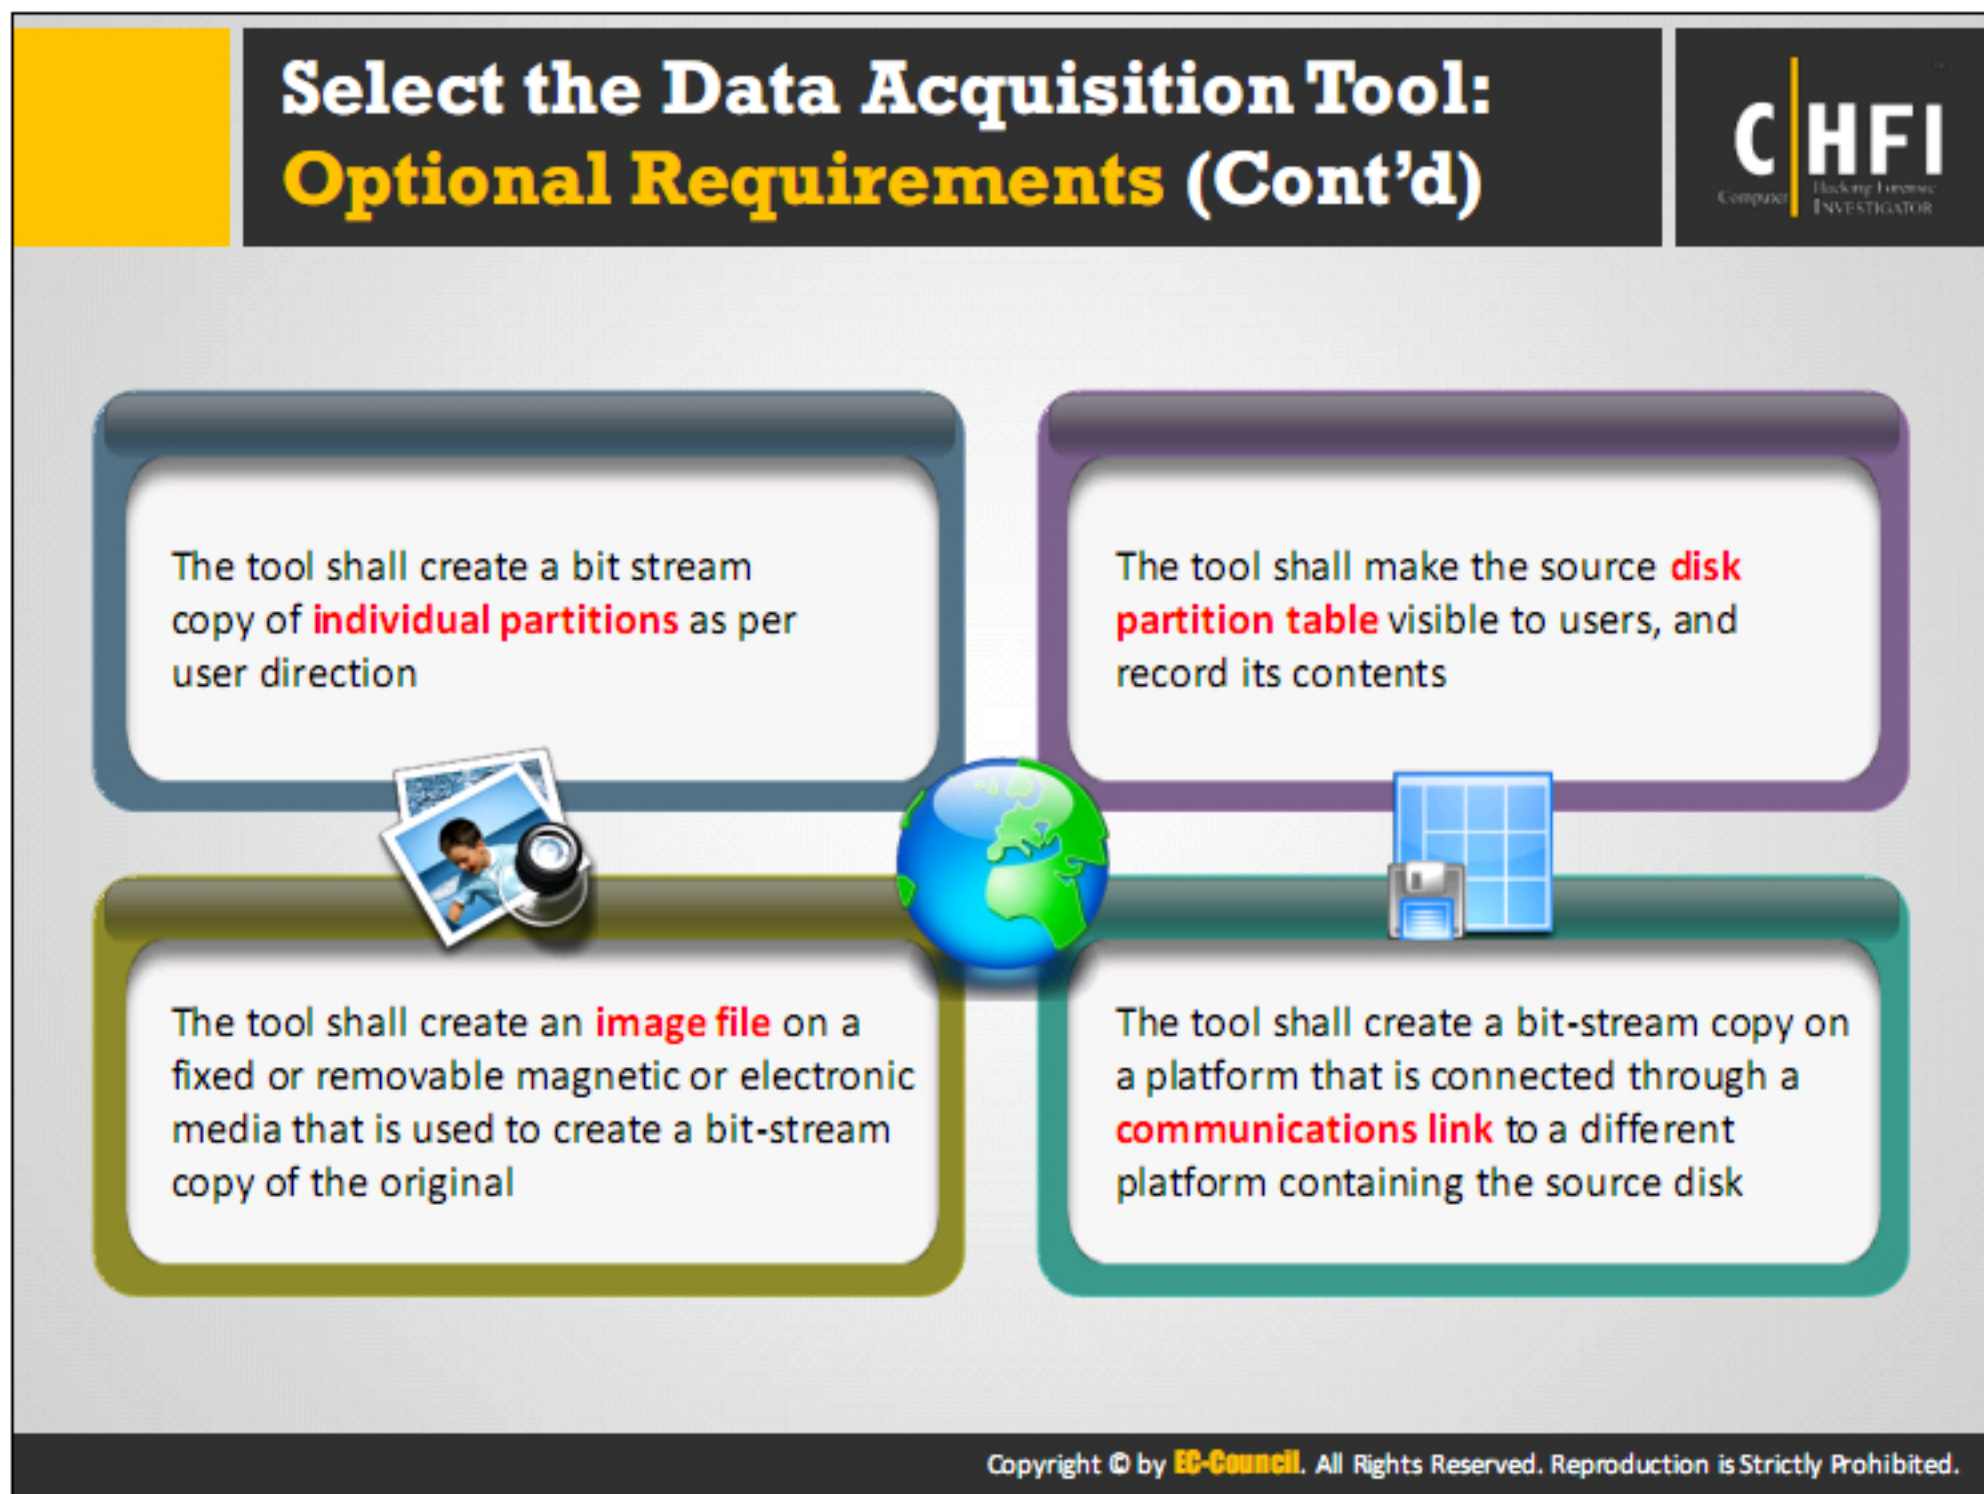 Select the Data Acquisition Tool:
Optional Requirements (Cont'd)
C HFI
Computer
Hacking Forensic
INVESTIGATOR
The tool shall create a bit stream
copy of individual partitions as per
user direction
The tool shall make the source disk
partition table visible to users, and
record its contents
The tool shall create an image file on a
fixed or removable magnetic or electronic
media that is used to create a bit-stream
copy of the original
The tool shall create a bit-stream copy on
a platform that is connected through a
communications link to a different
platform containing the source disk
Copyright © by EC-Council. All Rights Reserved. Reproduction is Strictly Prohibited.